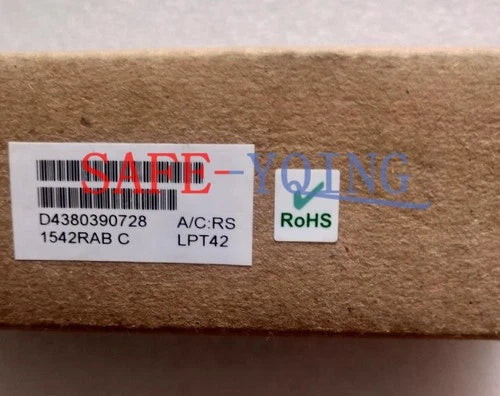 SAFE-YQING
D4380390728 A/C:RS
1542RAB C LPT42
RoHS